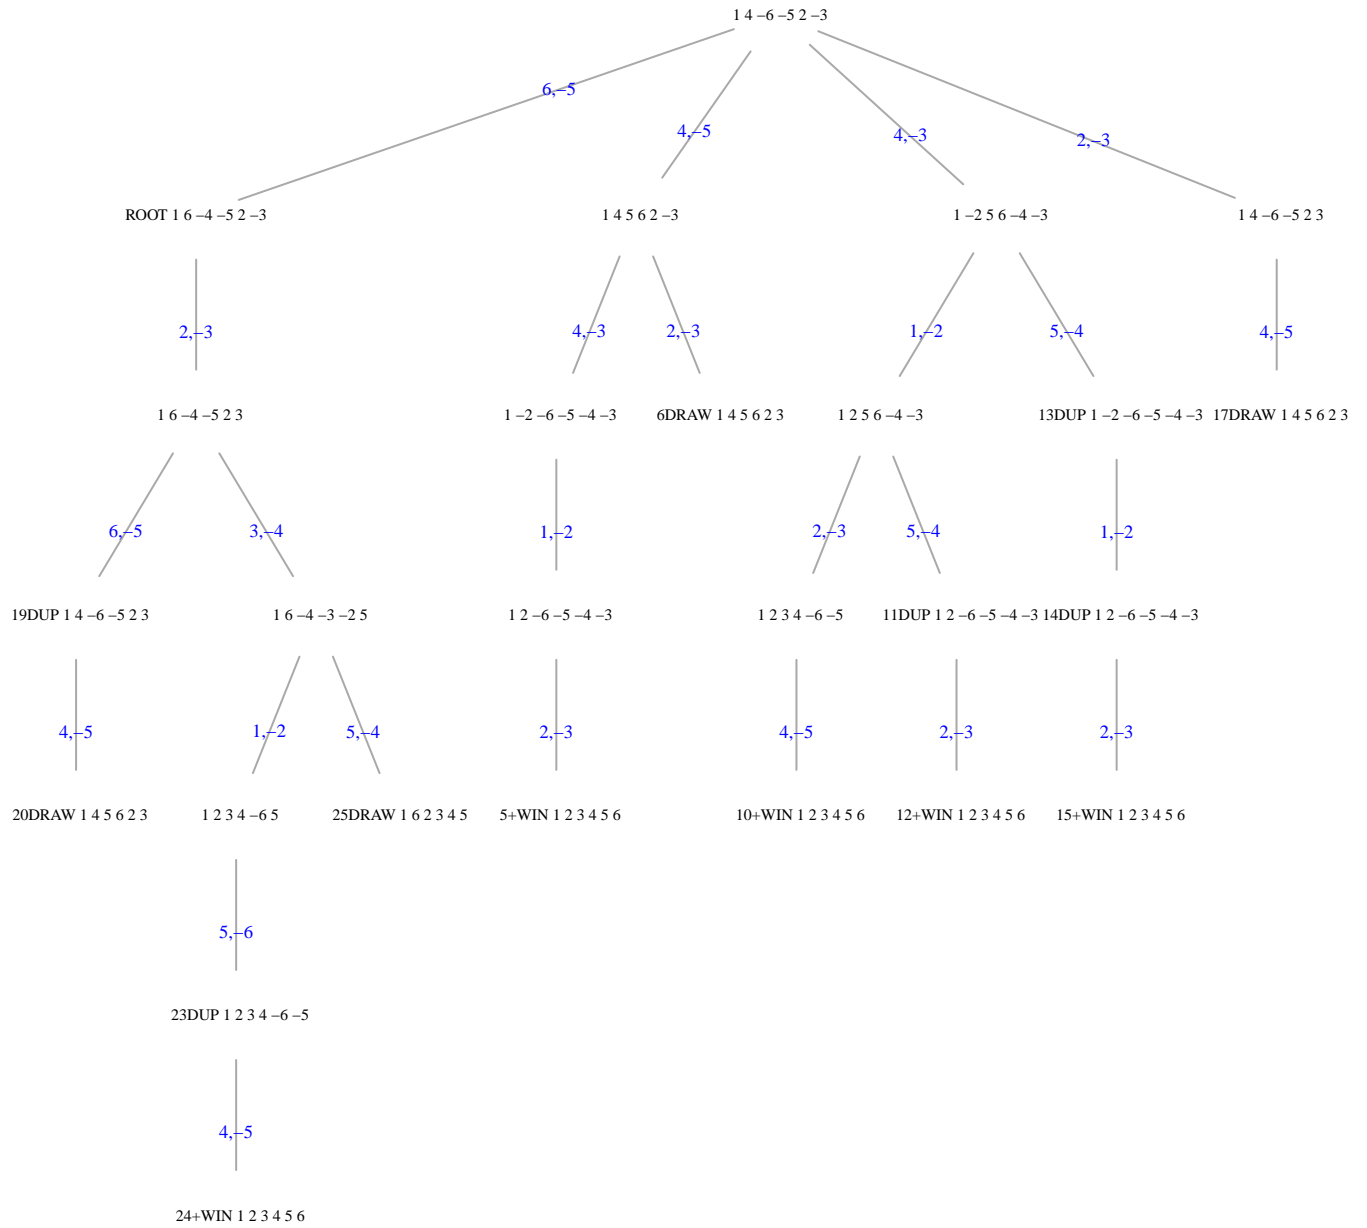 1 4 −6 −5 2 −3
6,−5
4,−5
4,−3
2,−3
ROOT 1 6 −4 −5 2 −3
1 4 5 6 2 −3
1 −2 5 6 −4 −3
1 4 −6 −5 2 3
2,−3
4,−3
2,−3
1,−2
5,−4
4,−5
1 6 −4 −5 2 3
1 −2 −6 −5 −4 −3
6DRAW 1 4 5 6 2 3
1 2 5 6 −4 −3
13DUP 1 −2 −6 −5 −4 −3
17DRAW 1 4 5 6 2 3
6,−5
3,−4
1,−2
2,−3
5,−4
1,−2
19DUP 1 4 −6 −5 2 3
1 6 −4 −3 −2 5
1 2 −6 −5 −4 −3
1 2 3 4 −6 −5
11DUP 1 2 −6 −5 −4 −3
14DUP 1 2 −6 −5 −4 −3
4,−5
1,−2
5,−4
2,−3
4,−5
2,−3
2,−3
20DRAW 1 4 5 6 2 3
1 2 3 4 −6 5
25DRAW 1 6 2 3 4 5
5+WIN 1 2 3 4 5 6
10+WIN 1 2 3 4 5 6
12+WIN 1 2 3 4 5 6
15+WIN 1 2 3 4 5 6
5,−6
23DUP 1 2 3 4 −6 −5
4,−5
24+WIN 1 2 3 4 5 6